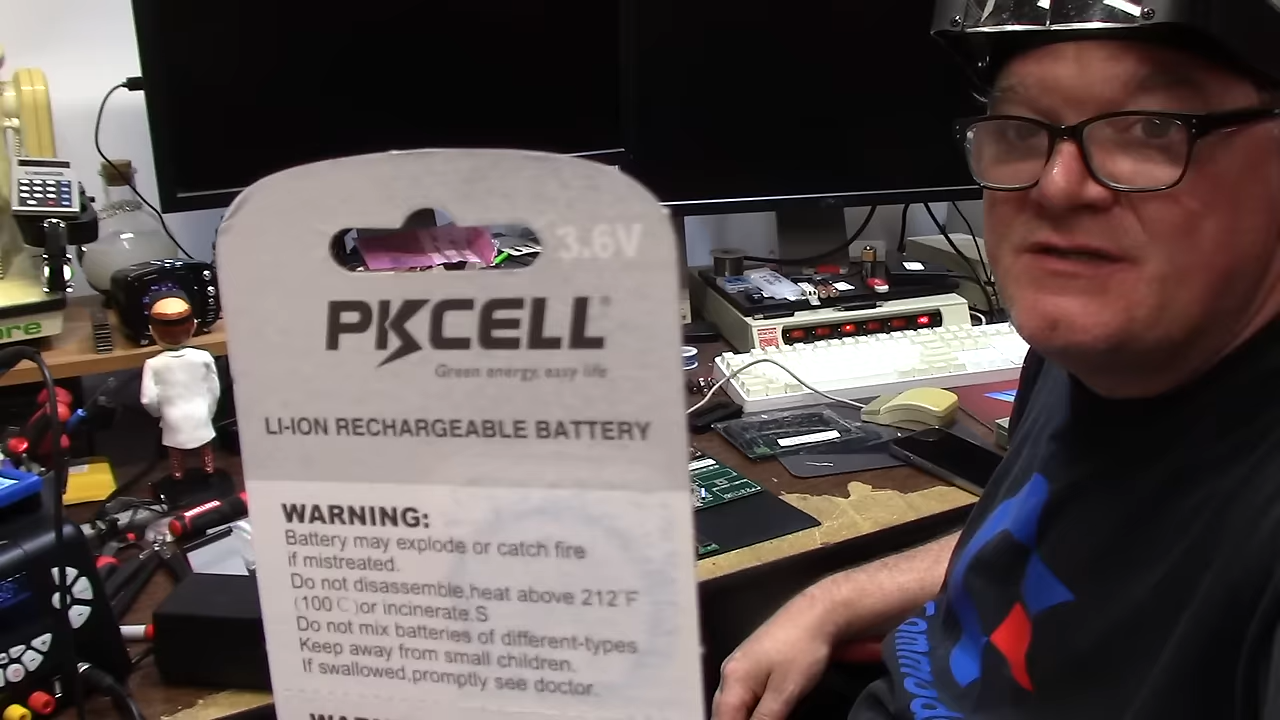 3.6V
PKCELL
Green energy, easy life
LI-ION RECHARGEABLE BATTERY
WARNING:
Battery may explode or catch fire
if mistreated.
Do not disassemble,heat above 212°F
(100℃)or incinerate.S
Do not mix batteries of different-types
Keep away from small children.
If swallowed,promptly see doctor.